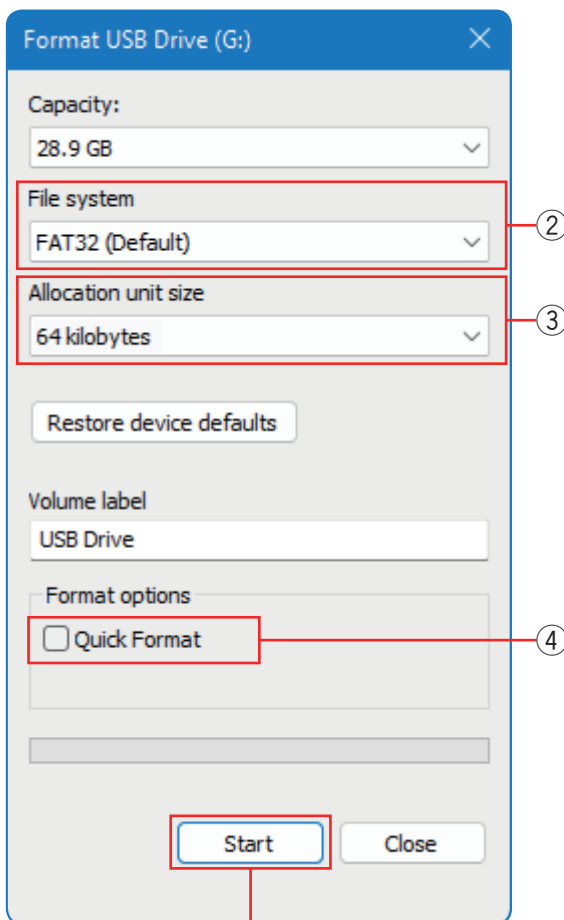 Format USB Drive (G:)
Capacity:
28.9 GB
File system
FAT32 (Default)
②
Allocation unit size
64 kilobytes
③
Restore device defaults
Volume label
USB Drive
Format options
Quick Format
④
Start Close